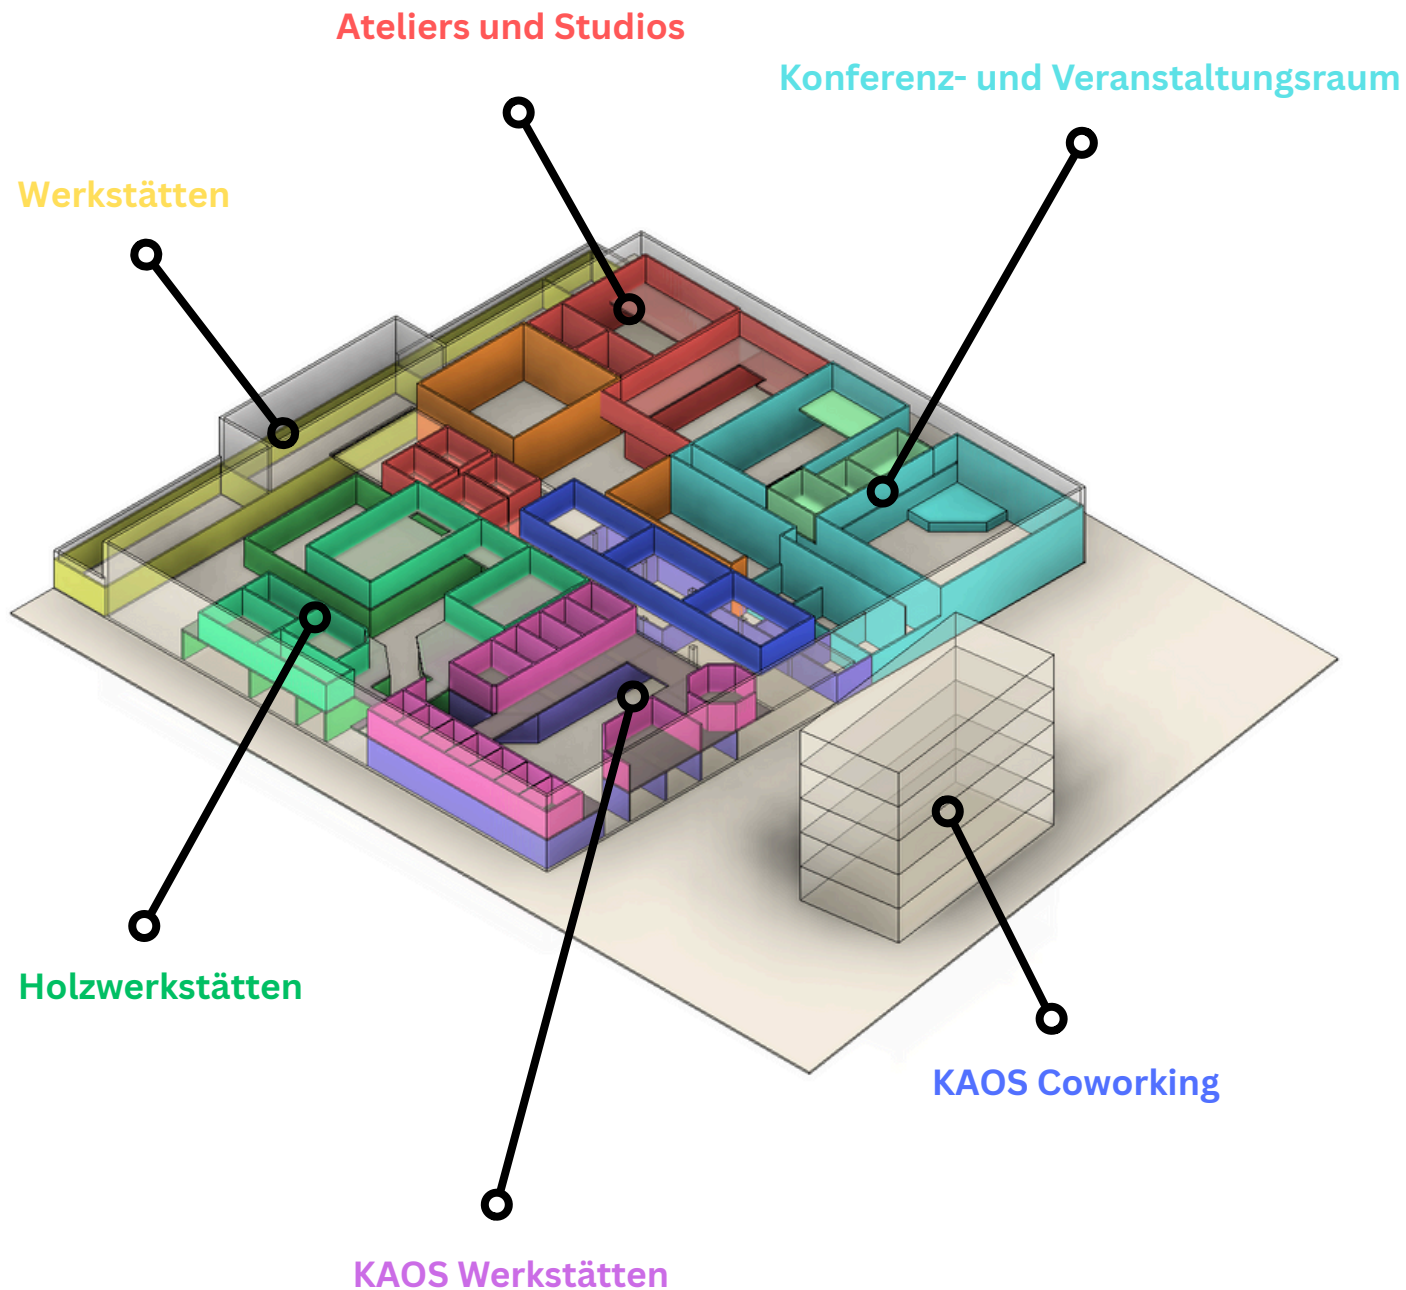 Ateliers und Studios
Konferenz- und Veranstaltungsraum
Werkstätten
Holzwerkstätten
KAOS Coworking
KAOS Werkstätten